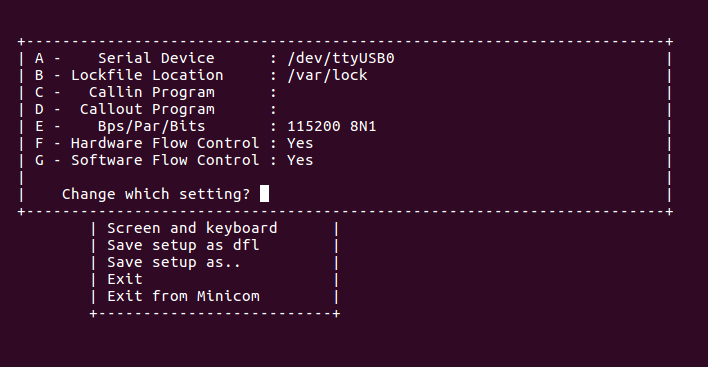 +-----------------------------------------------------------------------+
| A -    Serial Device      : /dev/ttyUSB0                              |
| B - Lockfile Location     : /var/lock                                 |
| C -   Callin Program      :                                           |
| D -  Callout Program      :                                           |
| E -    Bps/Par/Bits       : 115200 8N1                                |
| F - Hardware Flow Control : Yes                                       |
| G - Software Flow Control : Yes                                       |
|                                                                       |
|    Change which setting?                                              |
+-----------------------------------------------------------------------+
        | Screen and keyboard      |
        | Save setup as dfl        |
        | Save setup as..          |
        | Exit                     |
        | Exit from Minicom        |
        +--------------------------+